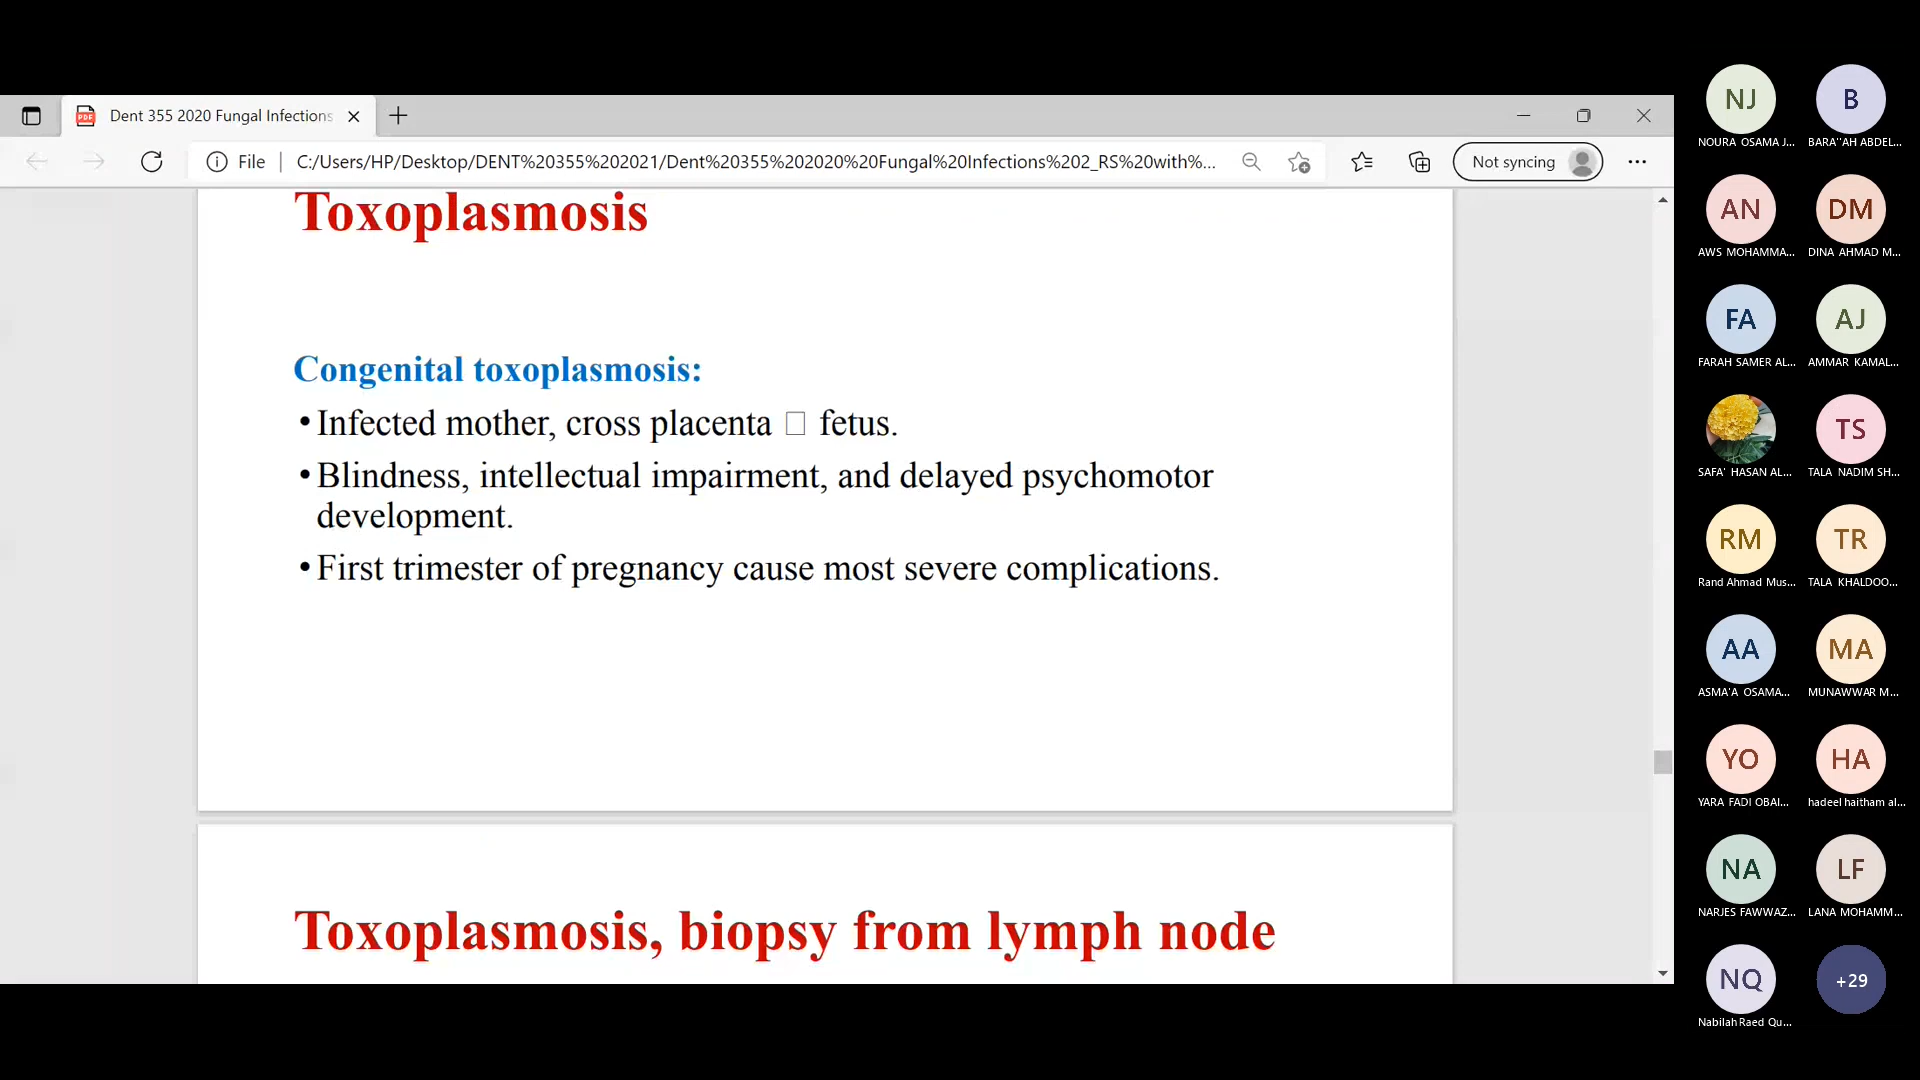 Dent 355 2020 Fungal Infections
File
C:/Users/HP/Desktop/DENT%20355%202021/Dent%20355%202020%20Fungal%20Infections%202_RS%20with%...
Not syncing
Toxoplasmosis
Congenital toxoplasmosis:
•Infected mother, cross placenta □ fetus.
•Blindness, intellectual impairment, and delayed psychomotor
development.
•First trimester of pregnancy cause most severe complications.
Toxoplasmosis, biopsy from lymph node
NJ
B
NOURA OSAMA J...
BARA''AH ABDEL...
AN
DM
AWS MOHAMMA...
DINA AHMAD M...
FA
AJ
FARAH SAMER AL...
AMMAR KAMAL...
TS
SAFA' HASAN AL...
TALA NADIM SH...
RM
TR
Rand Ahmad Mus...
TALA KHALDOO...
AA
MA
ASMA'A OSAMA...
MUNAWWAR M...
YO
HA
YARA FADI OBAI...
hadeel haitham al...
NA
LF
NARJES FAWWAZ...
LANA MOHAMM...
NQ
+29
Nabilah Raed Qu...